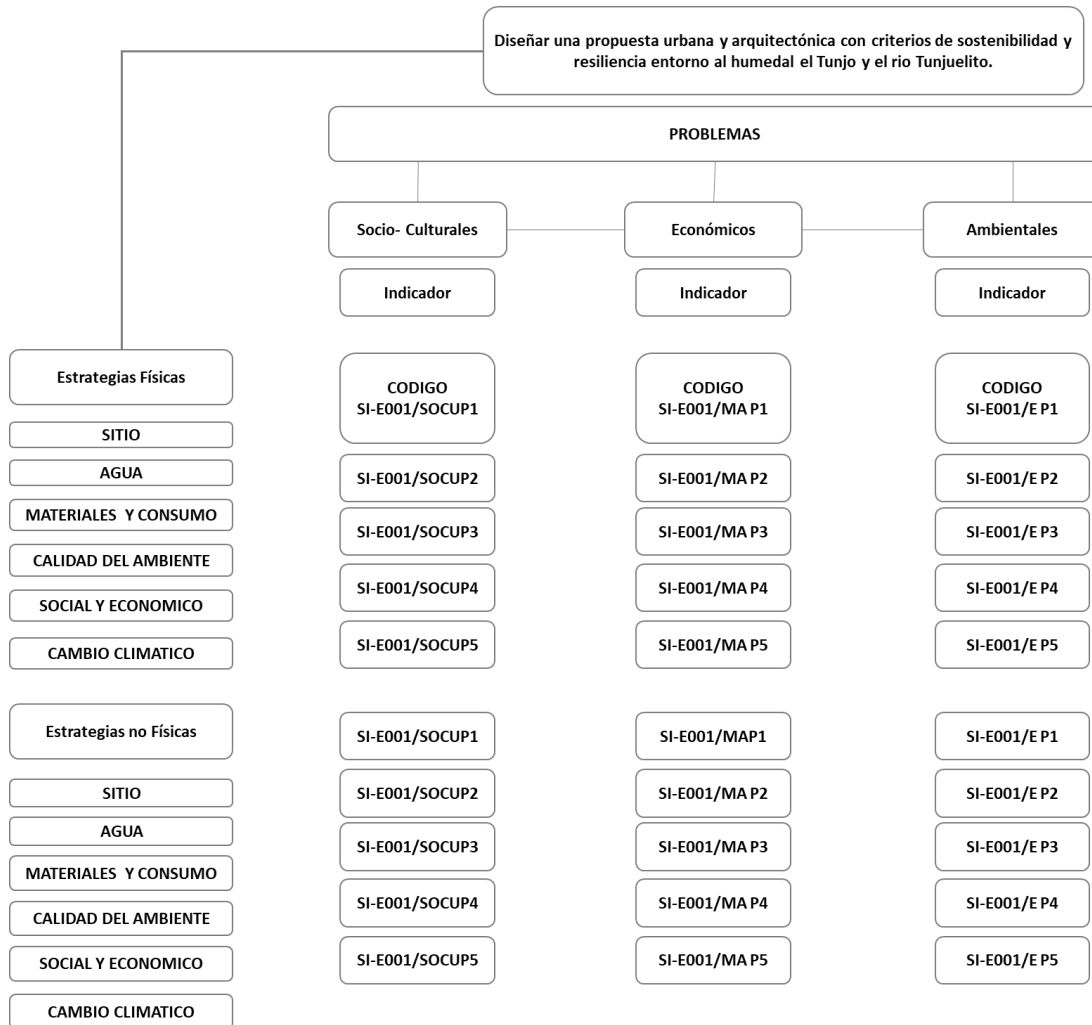 Diseñar una propuesta urbana y arquitectónica con criterios de sostenibilidad y
resiliencia entorno al humedal el Tunjo y el rio Tunjuelito.
PROBLEMAS
Socio- Culturales
Económicos
Ambientales
Indicador
Indicador
Indicador
Estrategias Físicas
CODIGO
SI-E001/SOCUP1
CODIGO
SI-E001/MA P1
CODIGO
SI-E001/E P1
SITIO
AGUA
SI-E001/SOCUP2
SI-E001/MA P2
SI-E001/E P2
MATERIALES Y CONSUMO
SI-E001/SOCUP3
SI-E001/MA P3
SI-E001/E P3
CALIDAD DEL AMBIENTE
SI-E001/SOCUP4
SI-E001/MA P4
SI-E001/E P4
SOCIAL Y ECONOMICO
CAMBIO CLIMATICO
SI-E001/SOCUP5
SI-E001/MA P5
SI-E001/E P5
Estrategias no Físicas
SI-E001/SOCUP1
SI-E001/MAP1
SI-E001/E P1
SITIO
SI-E001/SOCUP2
SI-E001/MA P2
SI-E001/E P2
AGUA
SI-E001/SOCUP3
SI-E001/MA P3
SI-E001/E P3
MATERIALES Y CONSUMO
CALIDAD DEL AMBIENTE
SI-E001/SOCUP4
SI-E001/MA P4
SI-E001/E P4
SOCIAL Y ECONOMICO
SI-E001/SOCUP5
SI-E001/MA P5
SI-E001/E P5
CAMBIO CLIMATICO